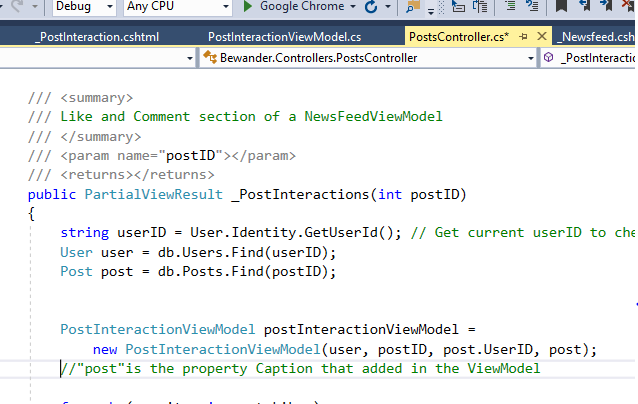 Debug Any CPU Google Chrome
_PostInteraction.cshtml PostInteractionViewModel.cs PostsController.cs* _Newsfeed.csh
Bewander.Controllers.PostsController _PostInteraction
/// <summary>
/// Like and Comment section of a NewsFeedViewModel
/// </summary>
/// <param name="postID"></param>
/// <returns></returns>
public PartialViewResult _PostInteractions(int postID)
{
string userID = User.Identity.GetUserId(); // Get current userID to che
User user = db.Users.Find(userID);
Post post = db.Posts.Find(postID);
PostInteractionViewModel postInteractionViewModel =
new PostInteractionViewModel(user, postID, post.UserID, post);
//"post"is the property Caption that added in the ViewModel